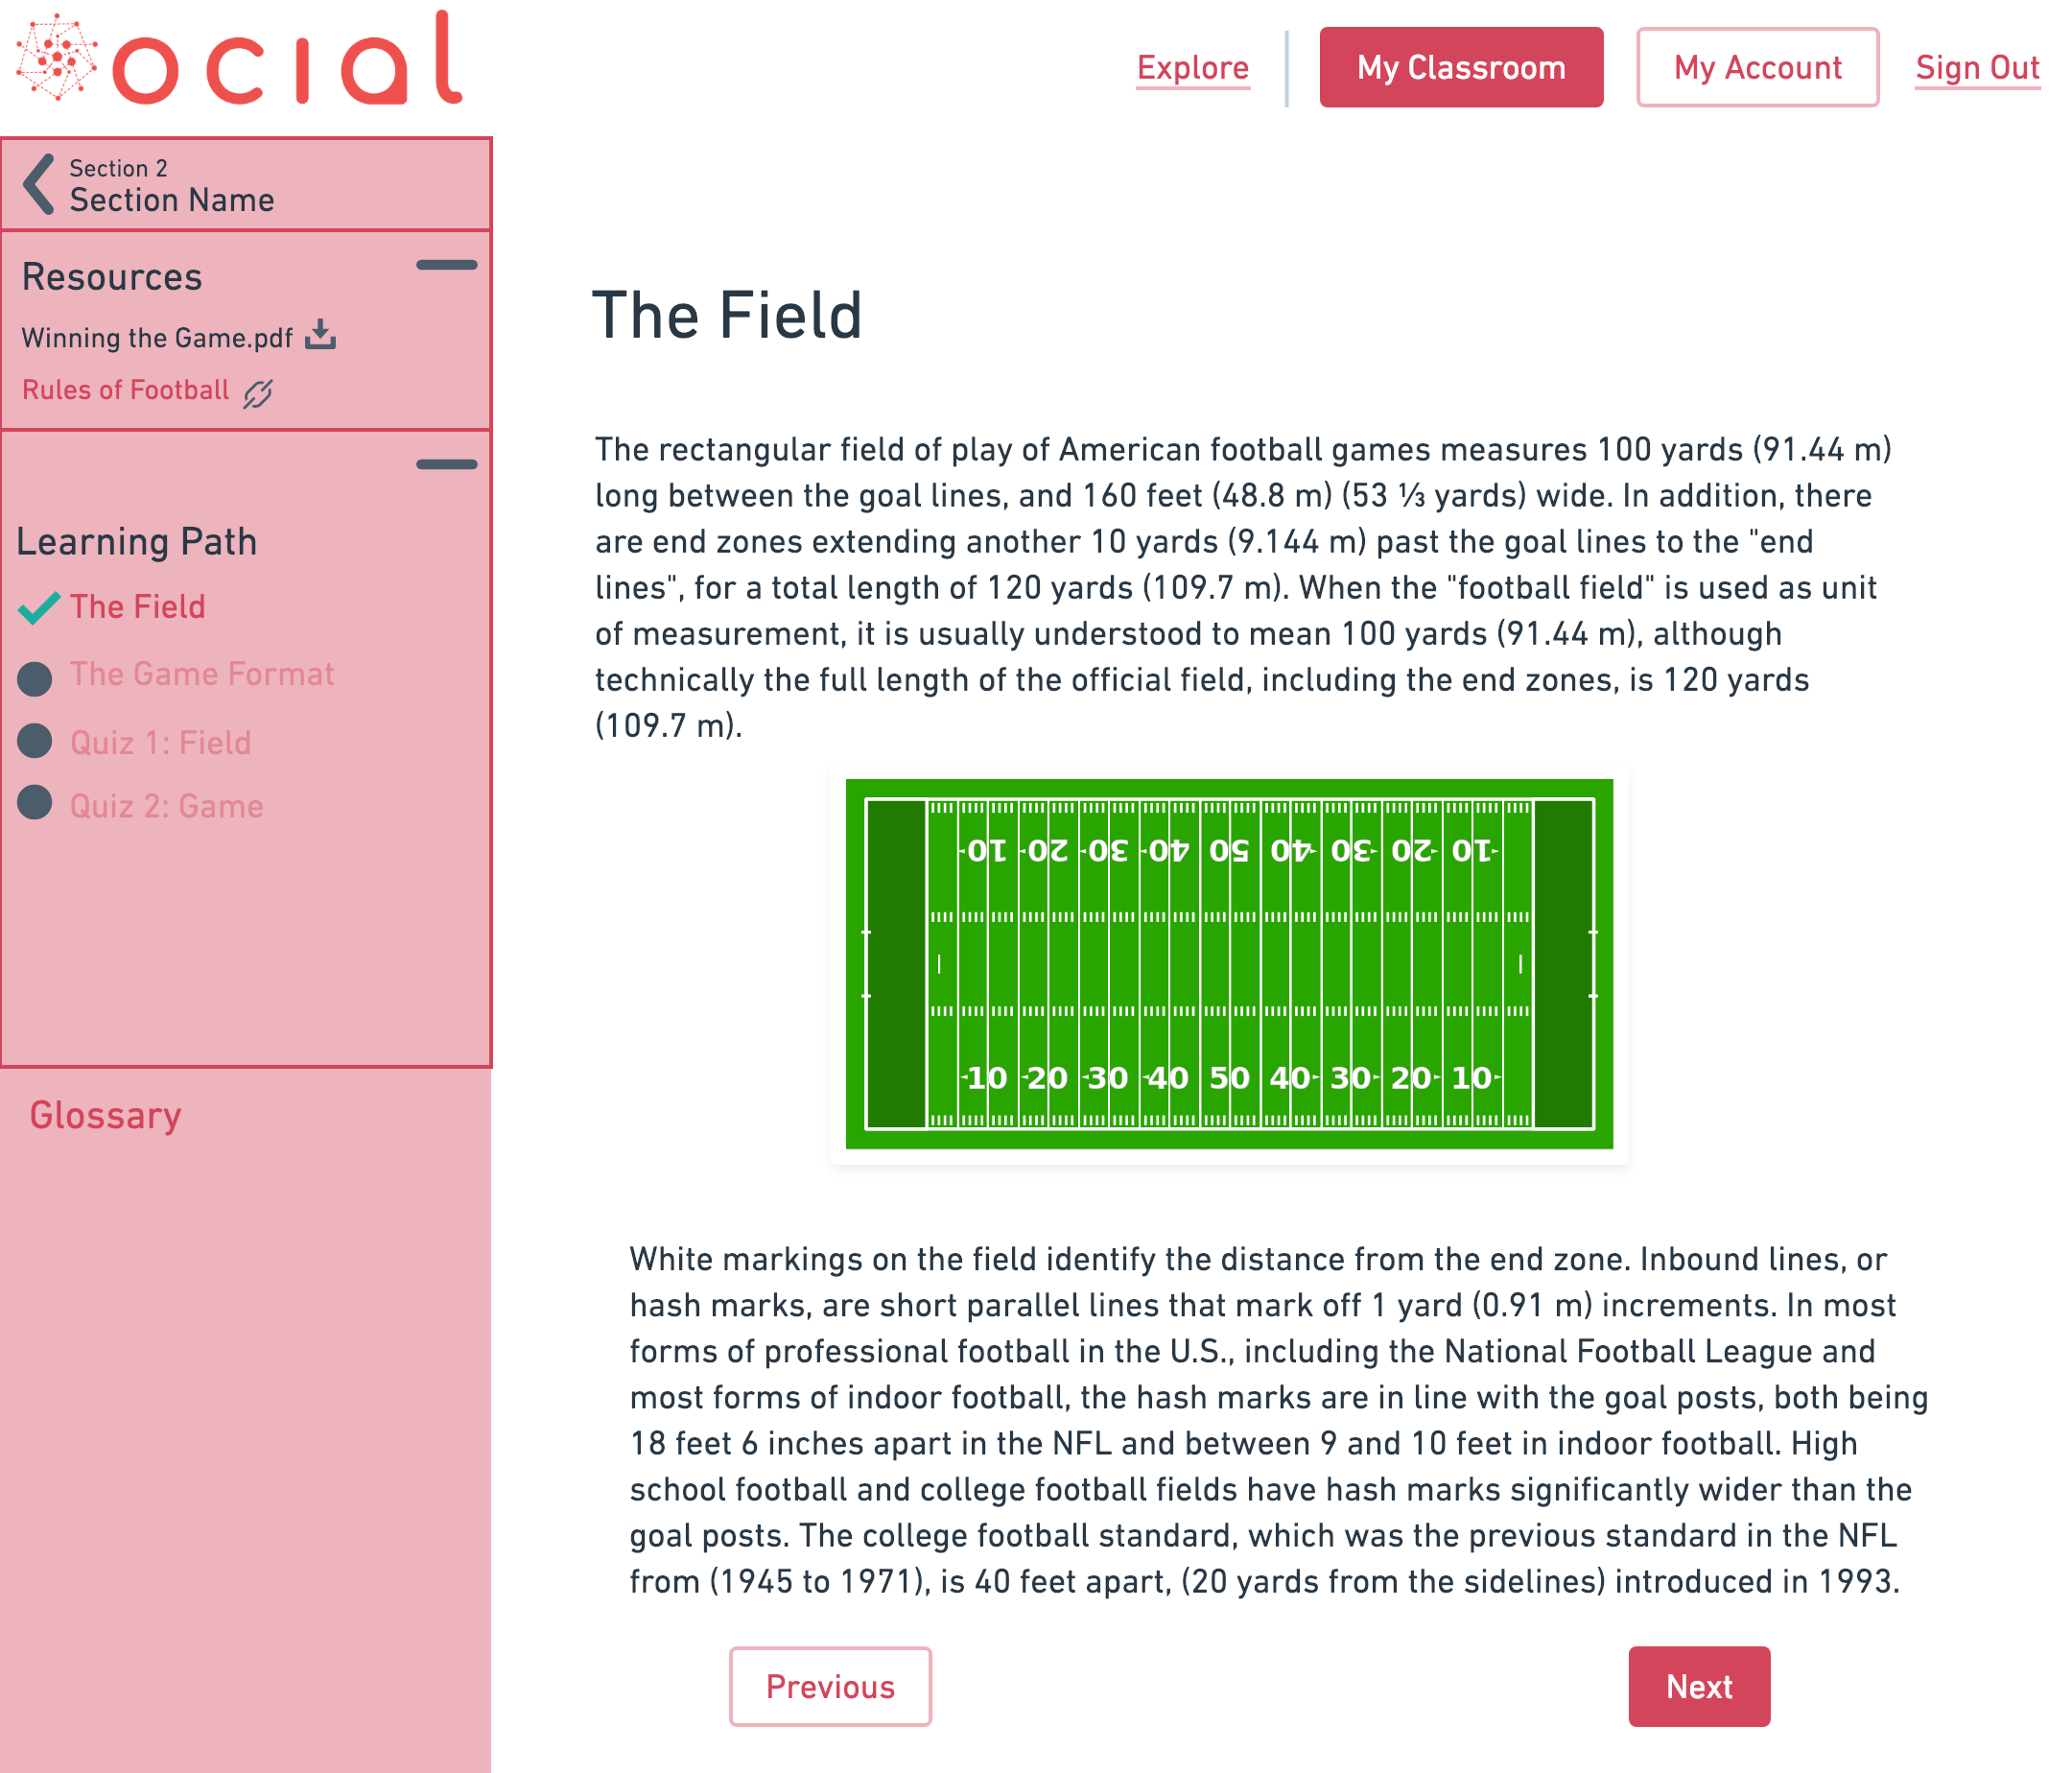 ocial
Explore
My Classroom
My Account
Sign Out
Section 2
Section Name
Resources
Winning the Game.pdf
Rules of Football
Learning Path
The Field
The Game Format
Quiz 1: Field
Quiz 2: Game
Glossary
The Field
The rectangular field of play of American football games measures 100 yards (91.44 m)
long between the goal lines, and 160 feet (48.8 m) (53 ⅓ yards) wide. In addition, there
are end zones extending another 10 yards (9.144 m) past the goal lines to the "end
lines", for a total length of 120 yards (109.7 m). When the "football field" is used as unit
of measurement, it is usually understood to mean 100 yards (91.44 m), although
technically the full length of the official field, including the end zones, is 120 yards
(109.7 m).
10 20 30 40 50 40 30 20 10
10 20 30 40 50 40 30 20 10
White markings on the field identify the distance from the end zone. Inbound lines, or
hash marks, are short parallel lines that mark off 1 yard (0.91 m) increments. In most
forms of professional football in the U.S., including the National Football League and
most forms of indoor football, the hash marks are in line with the goal posts, both being
18 feet 6 inches apart in the NFL and between 9 and 10 feet in indoor football. High
school football and college football fields have hash marks significantly wider than the
goal posts. The college football standard, which was the previous standard in the NFL
from (1945 to 1971), is 40 feet apart, (20 yards from the sidelines) introduced in 1993.
Previous
Next